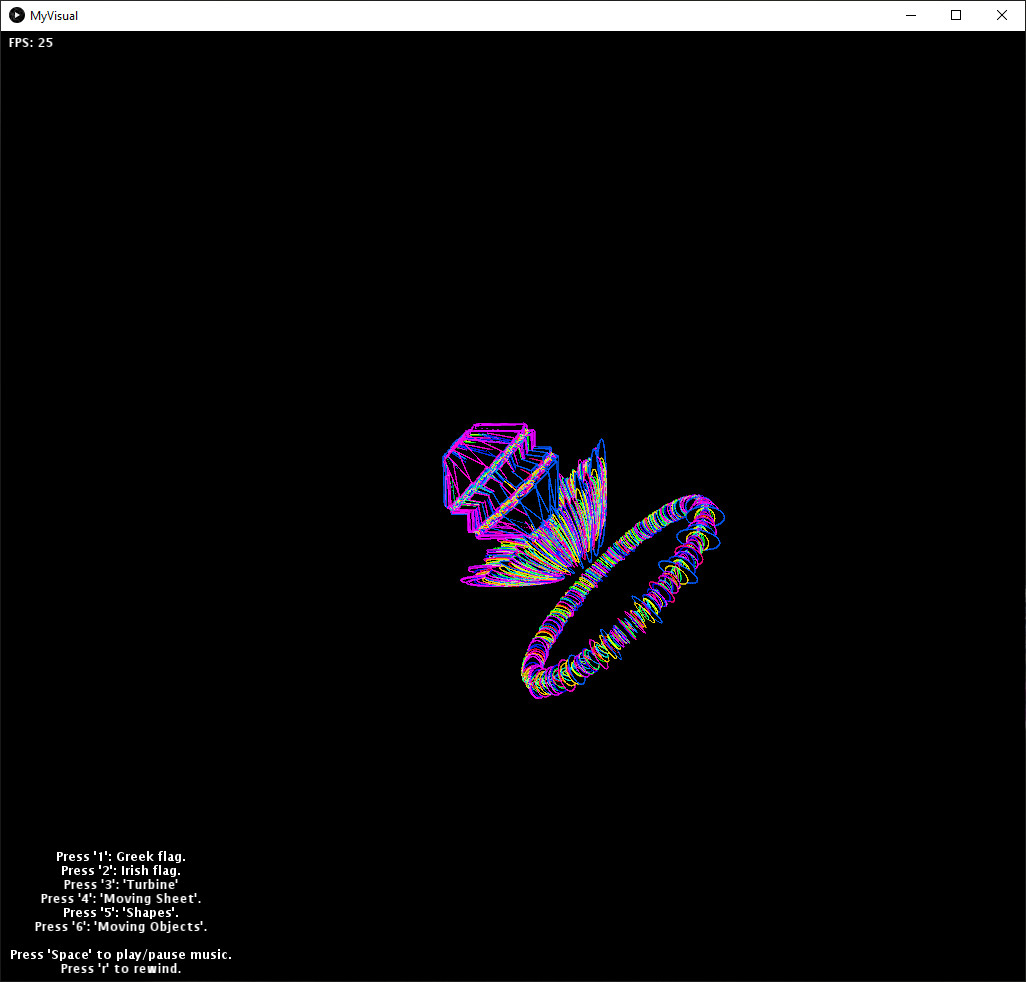 MyVisual
FPS: 25
Press '1': Greek flag.
Press '2': Irish flag.
Press '3': 'Turbine'
Press '4': 'Moving Sheet'.
Press '5': 'Shapes'.
Press '6': 'Moving Objects'.
Press 'Space' to play/pause music.
Press 'r' to rewind.